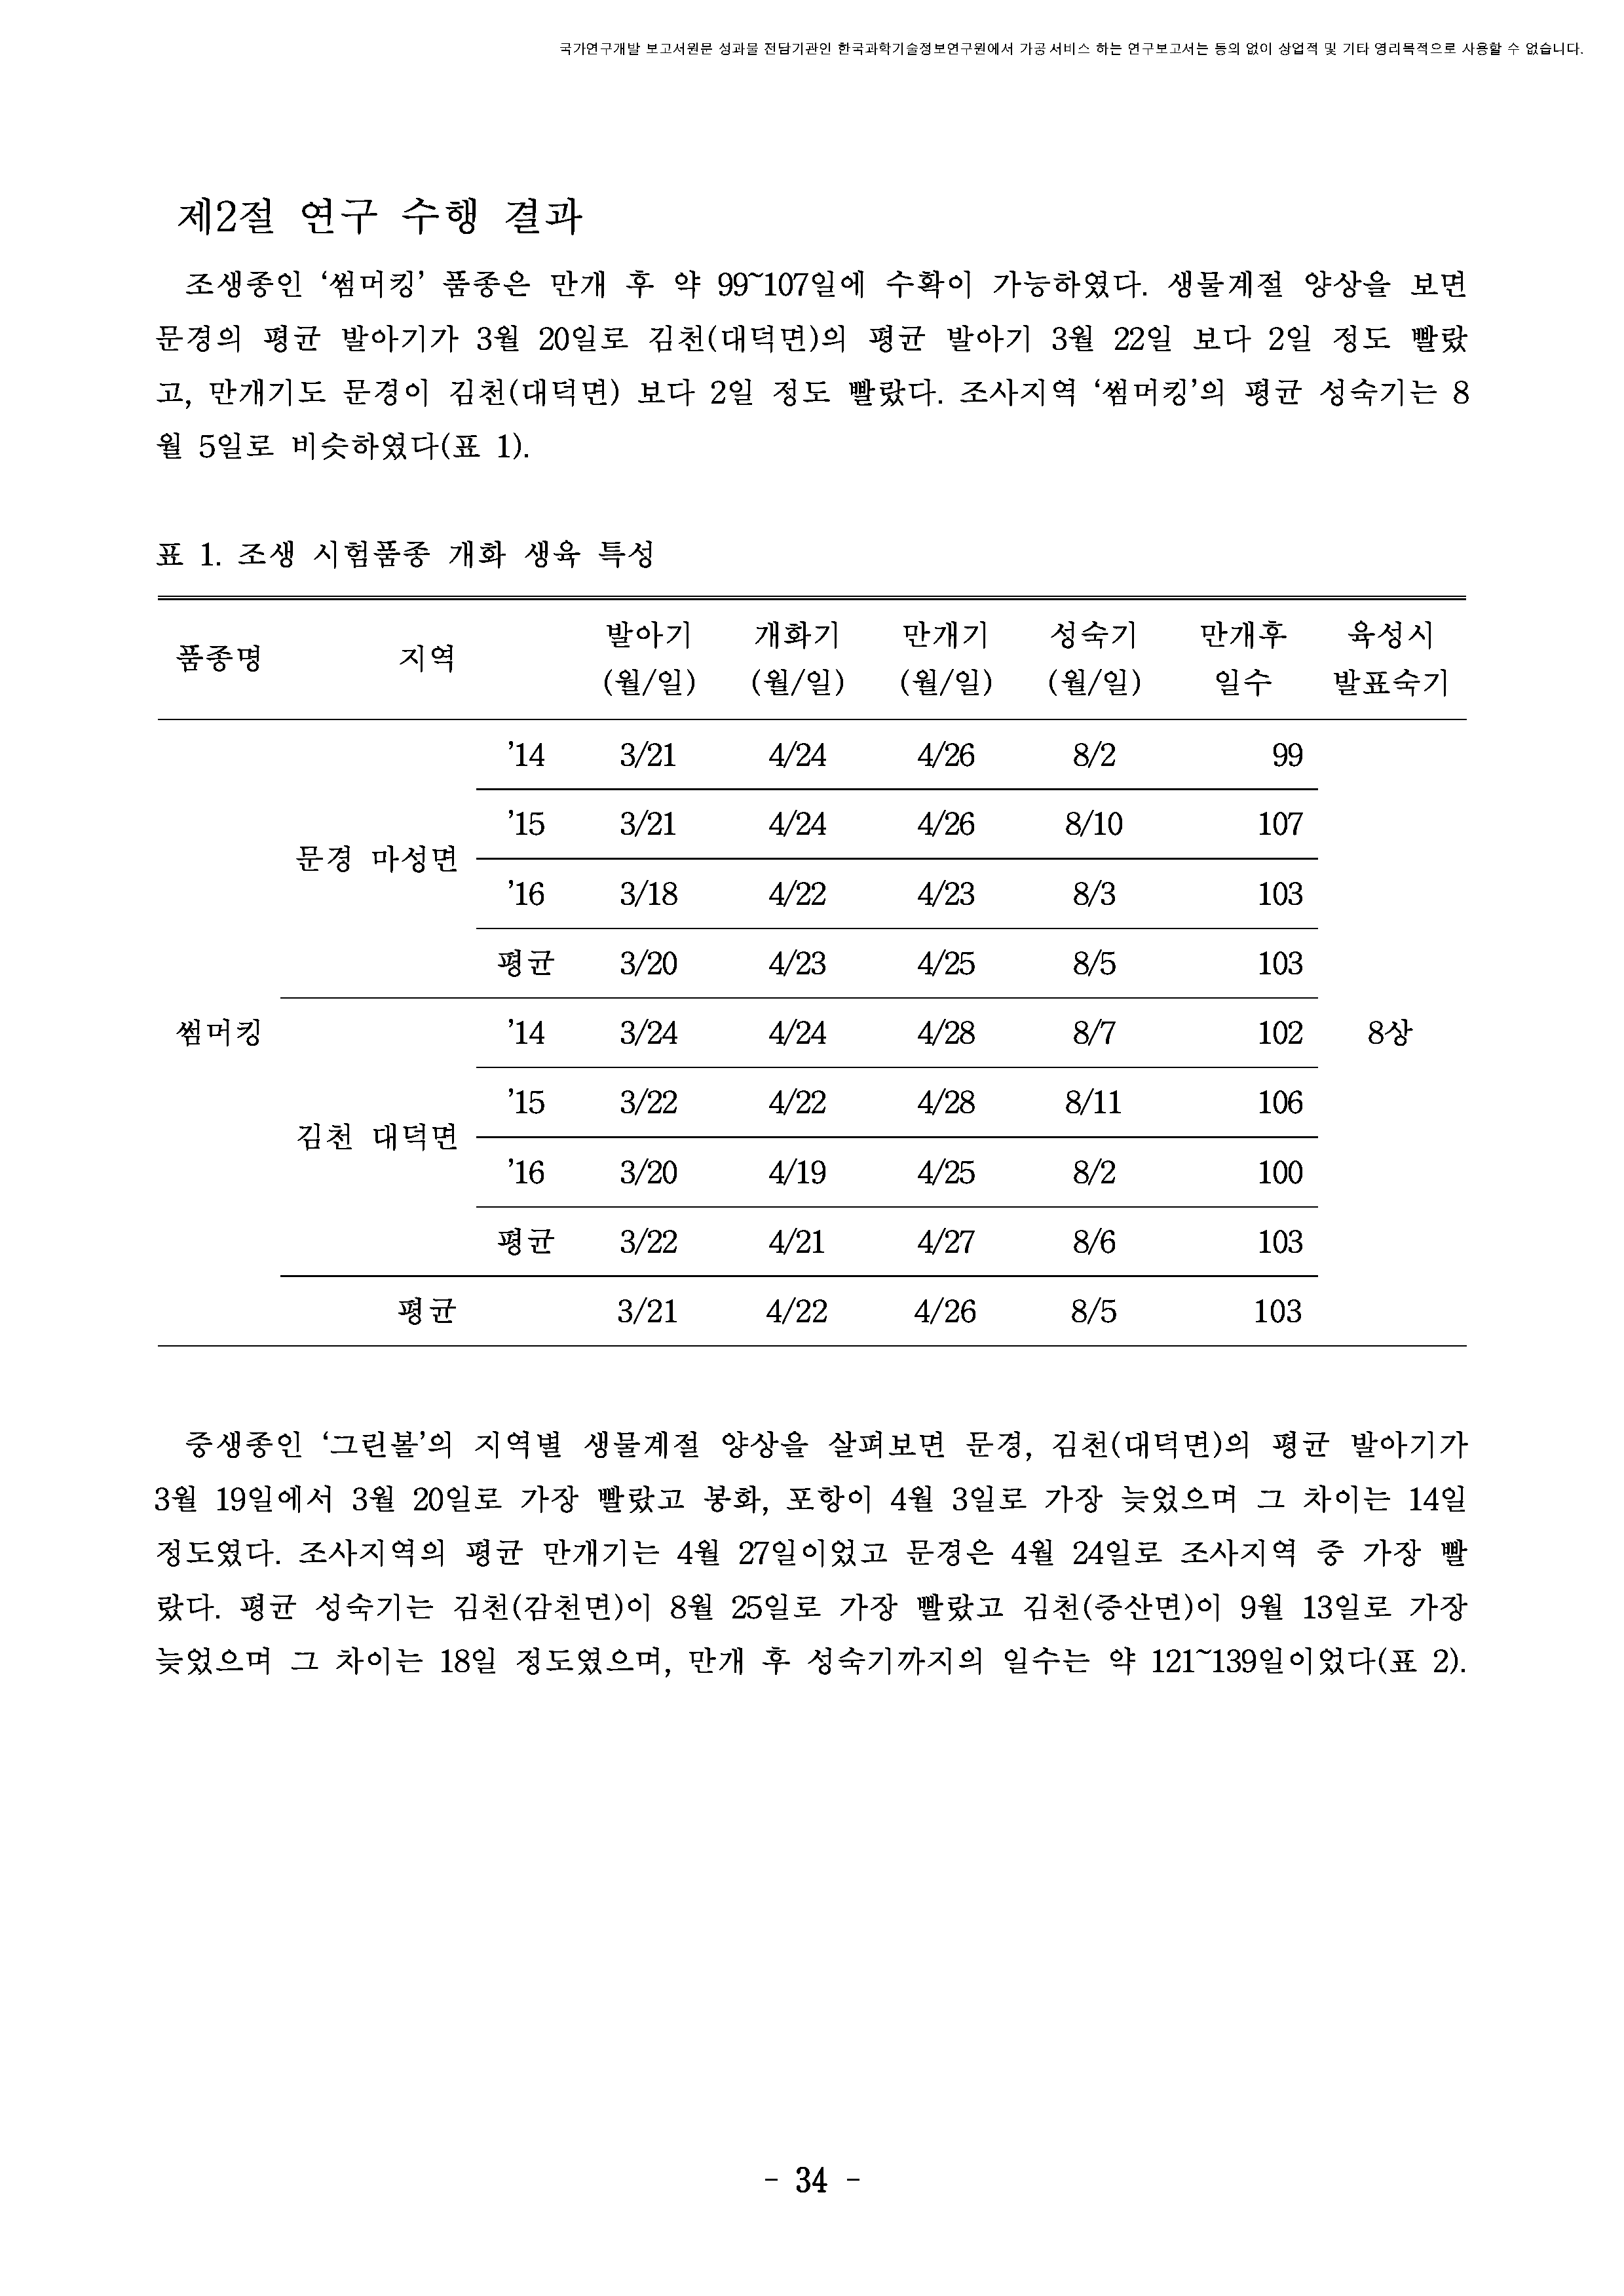 국가연구개발 보고서원문 성과물 전담기관인 한국과학기술정보연구원에서 가공·서비스 하는 연구보고서는 동의 없이 상업적 및 기타 영리목적으로 사용할 수 없습니다.
제2절 연구 수행 결과
조생종인 ‘썸머킹’ 품종은 만개 후 약 99~107일에 수확이 가능하였다. 생물계절 양상을 보면
문경의 평균 발아기가 3월 20일로 김천(대덕면)의 평균 발아기 3월 22일 보다 2일 정도 빨랐
고, 만개기도 문경이 김천(대덕면) 보다 2일 정도 빨랐다. 조사지역 ‘썸머킹’의 평균 성숙기는 8
월 5일로 비슷하였다(표 1).
표 1. 조생 시험품종 개화 생육 특성
품종명 지역 발아기 (월/일) 개화기 (월/일) 만개기 (월/일) 성숙기 (월/일) 만개후 일수 육성시 발표숙기
’14 3/21 4/24 4/26 8/2 99
’15 3/21 4/24 4/26 8/10 107
문경 마성면
’16 3/18 4/22 4/23 8/3 103
평균 3/20 4/23 4/25 8/5 103
썸머킹 ’14 3/24 4/24 4/28 8/7 102 8상
’15 3/22 4/22 4/28 8/11 106
김천 대덕면
’16 3/20 4/19 4/25 8/2 100
평균 3/22 4/21 4/27 8/6 103
평균 3/21 4/22 4/26 8/5 103
중생종인 ‘그린볼’의 지역별 생물계절 양상을 살펴보면 문경, 김천(대덕면)의 평균 발아기가
3월 19일에서 3월 20일로 가장 빨랐고 봉화, 포항이 4월 3일로 가장 늦었으며 그 차이는 14일
정도였다. 조사지역의 평균 만개기는 4월 27일이었고 문경은 4월 24일로 조사지역 중 가장 빨
랐다. 평균 성숙기는 김천(감천면)이 8월 25일로 가장 빨랐고 김천(증산면)이 9월 13일로 가장
늦었으며 그 차이는 18일 정도였으며, 만개 후 성숙기까지의 일수는 약 121~139일이었다(표 2).
- 34 -